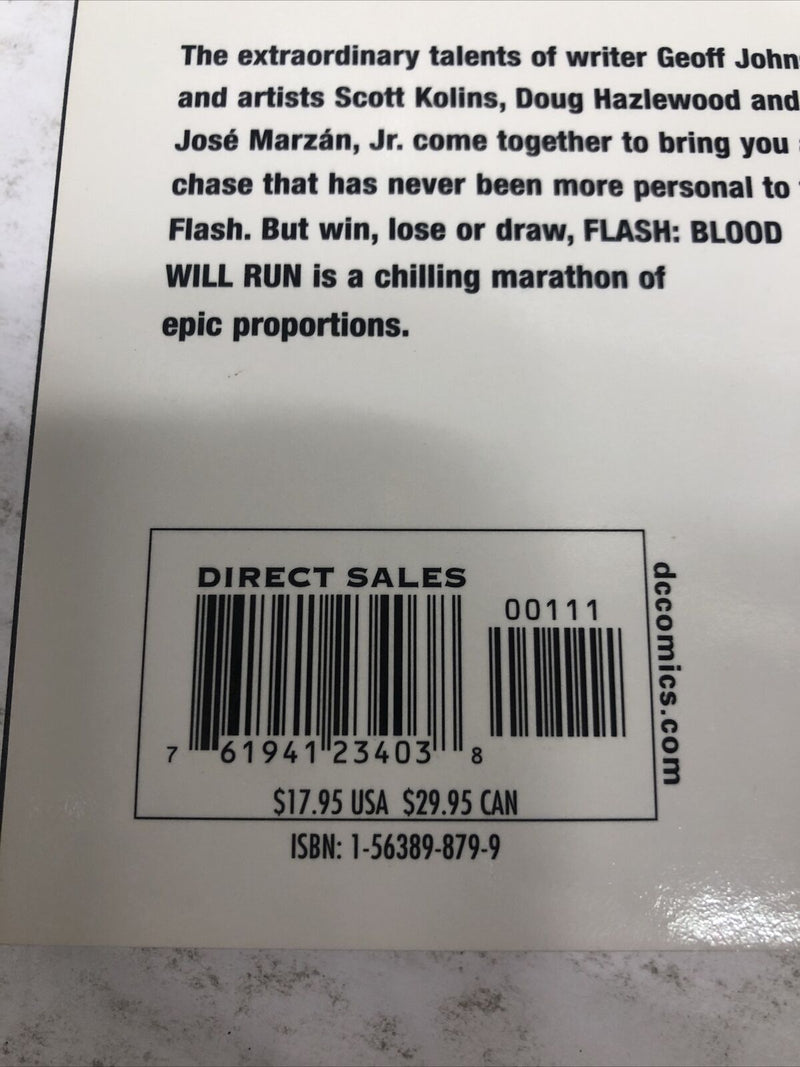 The extraordinary talents of writer Geoff Johns
and artists Scott Kolins, Doug Hazlewood and
José Marzán, Jr. come together to bring you a
chase that has never been more personal to
Flash. But win, lose or draw, FLASH: BLOOD
WILL RUN is a chilling marathon of
epic proportions.
DIRECT SALES
00111
7 61941 23403 8
$17.95 USA $29.95 CAN
ISBN: 1-56389-879-9
dccomics.com